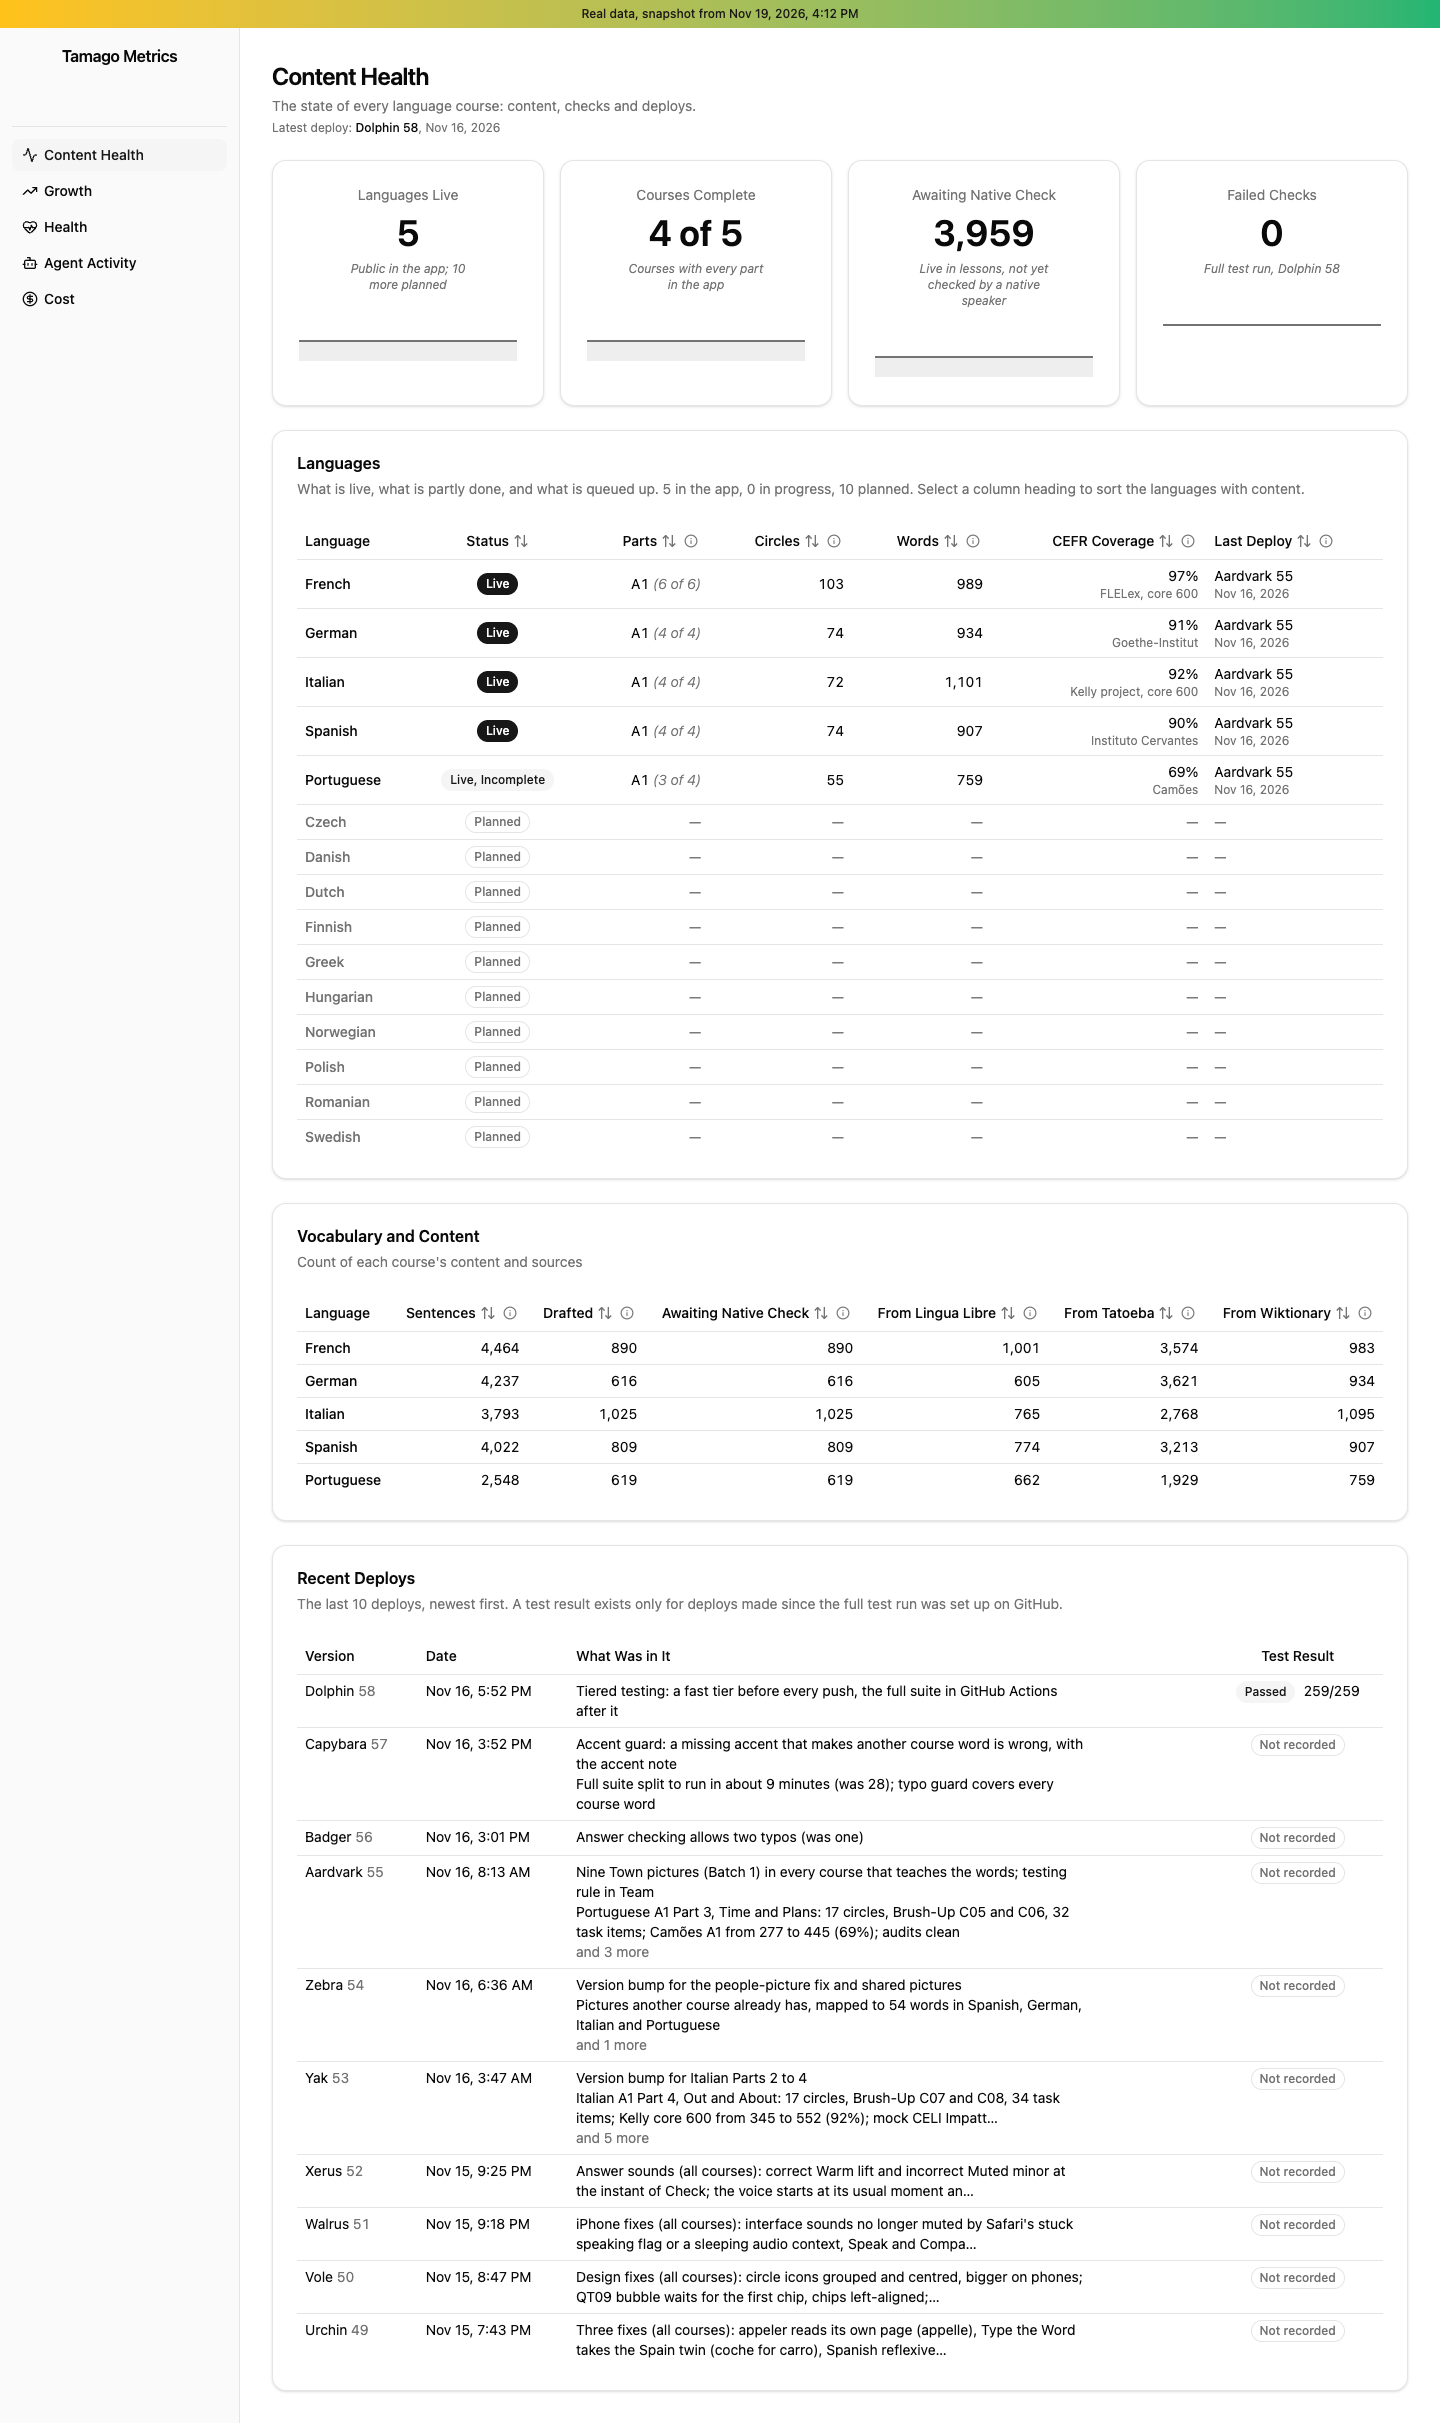 Real data, snapshot from Nov 19, 2026, 4:12 PM
Tamago Metrics
Content Health
Growth
Health
Agent Activity
Cost
Content Health
The state of every language course: content, checks and deploys.
Latest deploy: Dolphin 58, Nov 16, 2026
Languages Live
5
Public in the app; 10
more planned
Courses Complete
4 of 5
Courses with every part
in the app
Awaiting Native Check
3,959
Live in lessons, not yet
checked by a native
speaker
Failed Checks
0
Full test run, Dolphin 58
Languages
What is live, what is partly done, and what is queued up. 5 in the app, 0 in progress, 10 planned. Select a column heading to sort the languages with content.
Language Status Parts Circles Words CEFR Coverage Last Deploy
French Live A1 (6 of 6) 103 989 97% Aardvark 55
FLELex, core 600 Nov 16, 2026
German Live A1 (4 of 4) 74 934 91% Aardvark 55
Goethe-Institut Nov 16, 2026
Italian Live A1 (4 of 4) 72 1,101 92% Aardvark 55
Kelly project, core 600 Nov 16, 2026
Spanish Live A1 (4 of 4) 74 907 90% Aardvark 55
Instituto Cervantes Nov 16, 2026
Portuguese Live, Incomplete A1 (3 of 4) 55 759 69% Aardvark 55
Camões Nov 16, 2026
Czech Planned — — — — —
Danish Planned — — — — —
Dutch Planned — — — — —
Finnish Planned — — — — —
Greek Planned — — — — —
Hungarian Planned — — — — —
Norwegian Planned — — — — —
Polish Planned — — — — —
Romanian Planned — — — — —
Swedish Planned — — — — —
Vocabulary and Content
Count of each course's content and sources
Language Sentences Drafted Awaiting Native Check From Lingua Libre From Tatoeba From Wiktionary
French 4,464 890 890 1,001 3,574 983
German 4,237 616 616 605 3,621 934
Italian 3,793 1,025 1,025 765 2,768 1,095
Spanish 4,022 809 809 774 3,213 907
Portuguese 2,548 619 619 662 1,929 759
Recent Deploys
The last 10 deploys, newest first. A test result exists only for deploys made since the full test run was set up on GitHub.
Version Date What Was in It Test Result
Dolphin 58 Nov 16, 5:52 PM Tiered testing: a fast tier before every push, the full suite in GitHub Actions Passed 259/259
after it
Capybara 57 Nov 16, 3:52 PM Accent guard: a missing accent that makes another course word is wrong, with Not recorded
the accent note
Full suite split to run in about 9 minutes (was 28); typo guard covers every
course word
Badger 56 Nov 16, 3:01 PM Answer checking allows two typos (was one) Not recorded
Aardvark 55 Nov 16, 8:13 AM Nine Town pictures (Batch 1) in every course that teaches the words; testing Not recorded
rule in Team
Portuguese A1 Part 3, Time and Plans: 17 circles, Brush-Up C05 and C06, 32
task items; Camões A1 from 277 to 445 (69%); audits clean
and 3 more
Zebra 54 Nov 16, 6:36 AM Version bump for the people-picture fix and shared pictures Not recorded
Pictures another course already has, mapped to 54 words in Spanish, German,
Italian and Portuguese
and 1 more
Yak 53 Nov 16, 3:47 AM Version bump for Italian Parts 2 to 4 Not recorded
Italian A1 Part 4, Out and About: 17 circles, Brush-Up C07 and C08, 34 task
items; Kelly core 600 from 345 to 552 (92%); mock CELI Impatt…
and 5 more
Xerus 52 Nov 15, 9:25 PM Answer sounds (all courses): correct Warm lift and incorrect Muted minor at Not recorded
the instant of Check; the voice starts at its usual moment an…
Walrus 51 Nov 15, 9:18 PM iPhone fixes (all courses): interface sounds no longer muted by Safari's stuck Not recorded
speaking flag or a sleeping audio context, Speak and Compa…
Vole 50 Nov 15, 8:47 PM Design fixes (all courses): circle icons grouped and centred, bigger on phones; Not recorded
QT09 bubble waits for the first chip, chips left-aligned;…
Urchin 49 Nov 15, 7:43 PM Three fixes (all courses): appeler reads its own page (appelle), Type the Word Not recorded
takes the Spain twin (coche for carro), Spanish reflexive…